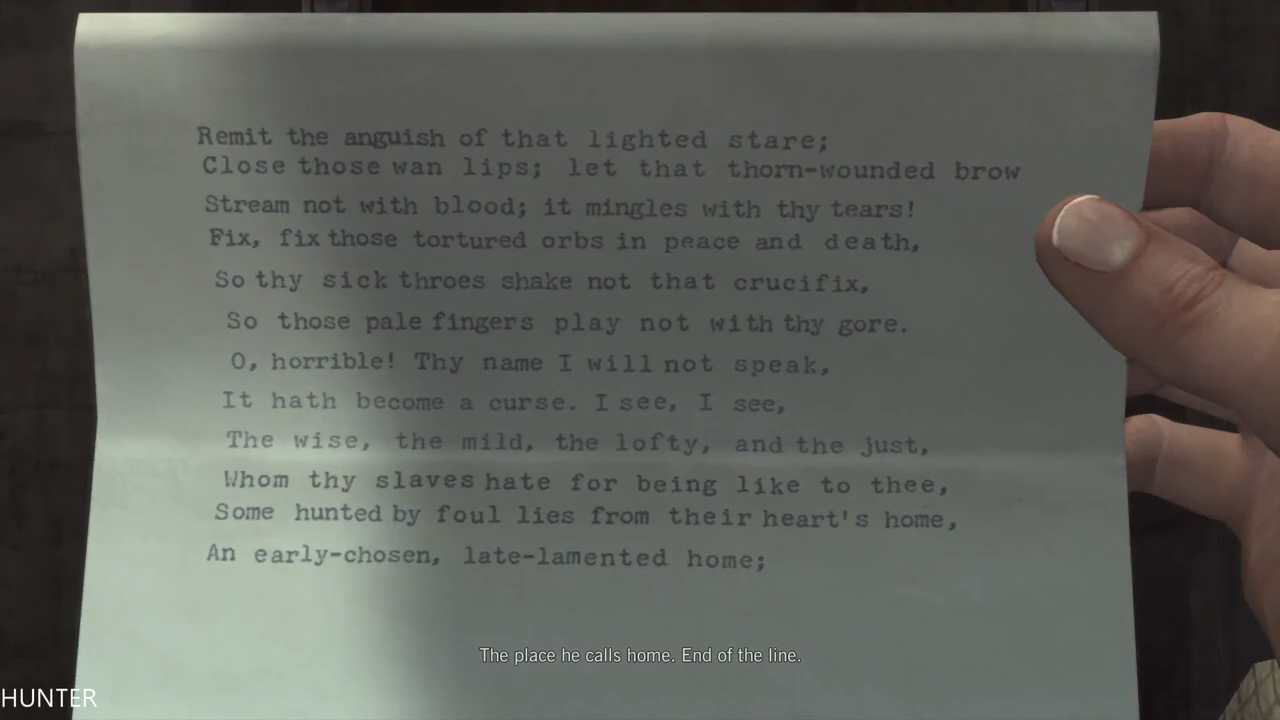 Remit the anguish of that lighted stare;
Close those wan lips; let that thorn-wounded brow
Stream not with blood; it mingles with thy tears!
Fix, fix those tortured orbs in peace and death,
So thy sick throes shake not that crucifix,
So those pale fingers play not with thy gore.
O, horrible! Thy name I will not speak,
It hath become a curse. I see, I see,
The wise, the mild, the lofty, and the just,
Whom thy slaves hate for being like to thee,
Some hunted by foul lies from their heart's home,
An early-chosen, late-lamented home;
The place he calls home. End of the line.
HUNTER